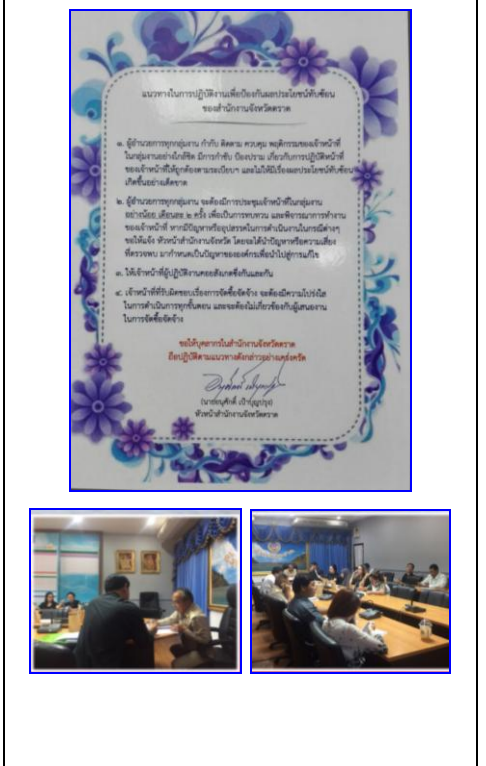 แนวทางในการปฏิบัติงานเพื่อป้องกันผลประโยชน์ทับซ้อน
ของสำนักงานจังหวัดตราด
๑. ผู้อำนวยการทุกกลุ่มงาน กำกับ ติดตาม ควบคุม พฤติกรรมของเจ้าหน้าที่
ในกลุ่มงานอย่างใกล้ชิด มีการกำชับ ป้องปราม เกี่ยวกับการปฏิบัติหน้าที่
ของเจ้าหน้าที่ให้ถูกต้องตามระเบียบฯ และไม่ให้มีเรื่องผลประโยชน์ทับซ้อน
เกิดขึ้นอย่างเด็ดขาด
๒. ผู้อำนวยการทุกกลุ่มงาน จะต้องมีการประชุมเจ้าหน้าที่ในกลุ่มงาน
อย่างน้อย เดือนละ ๒ ครั้ง เพื่อเป็นการทบทวน และพิจารณาการทำงาน
ของเจ้าหน้าที่ หากมีปัญหาหรืออุปสรรคในการดำเนินงานในกรณีต่างๆ
ขอให้แจ้ง หัวหน้าสำนักงานจังหวัด โดยจะได้นำปัญหาหรือความเสี่ยง
ที่ตรวจพบ มากำหนดเป็นปัญหาขององค์กรเพื่อนำไปสู่การแก้ไข
๓. ให้เจ้าหน้าที่ผู้ปฏิบัติงานคอยสังเกตซึ่งกันและกัน
๔. เจ้าหน้าที่ที่รับผิดชอบเรื่องการจัดซื้อจัดจ้าง จะต้องมีความโปร่งใส
ในการดำเนินการทุกขั้นตอน และจะต้องไม่เกี่ยวข้องกับผู้เสนองาน
ในการจัดซื้อจัดจ้าง
ขอให้บุคลากรในสำนักงานจังหวัดตราด
ถือปฏิบัติตามแนวทางดังกล่าวอย่างเคร่งครัด
(นายอนุศักดิ์ เป้าบุญปรุง)
หัวหน้าสำนักงานจังหวัดตราด